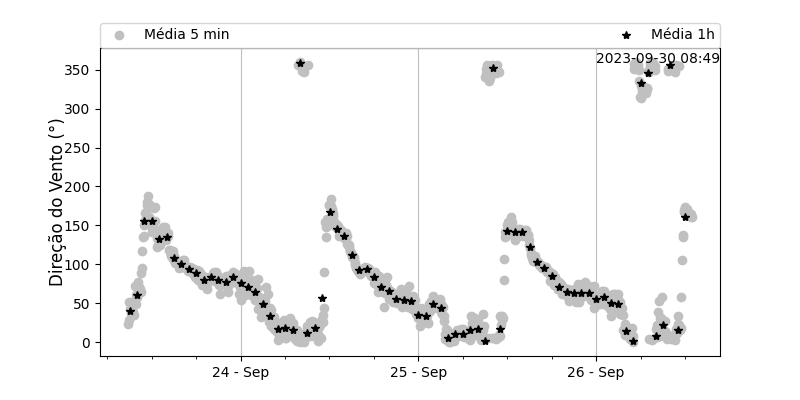 Média 5 min
Média 1h
2023-09-30 08:49
Direção do Vento (°)
350
300
250
200
150
100
50
0
24 - Sep
25 - Sep
26 - Sep